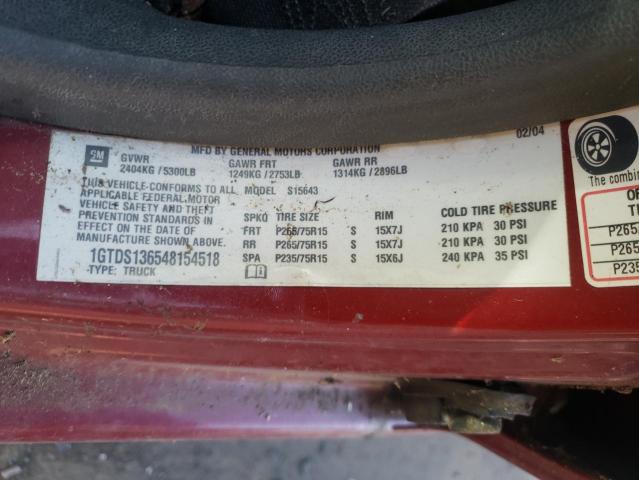 MFD BY GENERAL MOTORS CORPORATION 02/04
GM GVWR GAWR FRT GAWR RR
2404KG / 5300LB 1249KG / 2753LB 1314KG / 2896LB
THIS VEHICLE CONFORMS TO ALL MODEL S15643
APPLICABLE FEDERAL MOTOR
VEHICLE SAFETY AND THEFT
PREVENTION STANDARDS IN
EFFECT ON THE DATE OF
MANUFACTURE SHOWN ABOVE.
1GTDS136548154518
TYPE: TRUCK
SPKO TIRE SIZE RIM COLD TIRE PRESSURE
FRT P265/75R15 S 15X7J 210 KPA 30 PSI
RR P265/75R15 S 15X7J 210 KPA 30 PSI
SPA P235/75R15 S 15X6J 240 KPA 35 PSI
The combin
P265
P265
P235